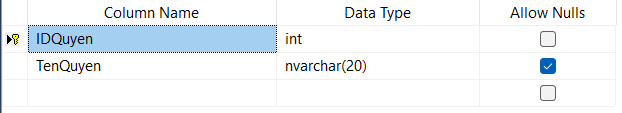 Column Name Data Type Allow Nulls
IDQuyen int
TenQuyen nvarchar(20)